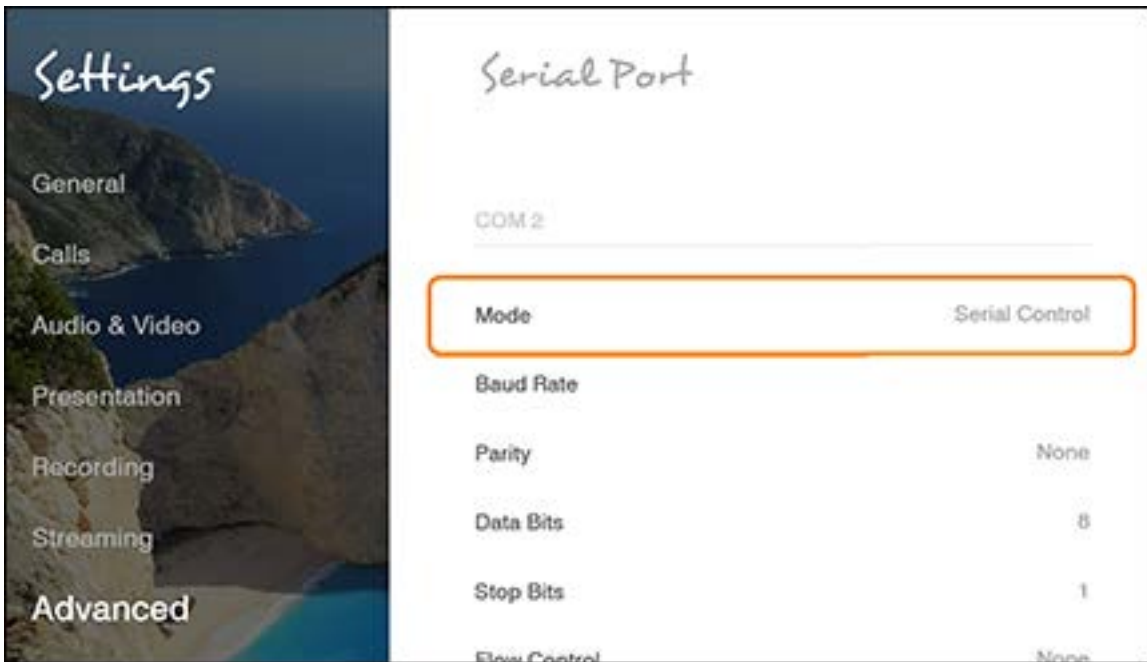 Settings
General
Calls
Audio & Video
Presentation
Recording
Streaming
Advanced
Serial Port
COM 2
Mode Serial Control
Baud Rate
Parity None
Data Bits 8
Stop Bits 1
Flow Control None